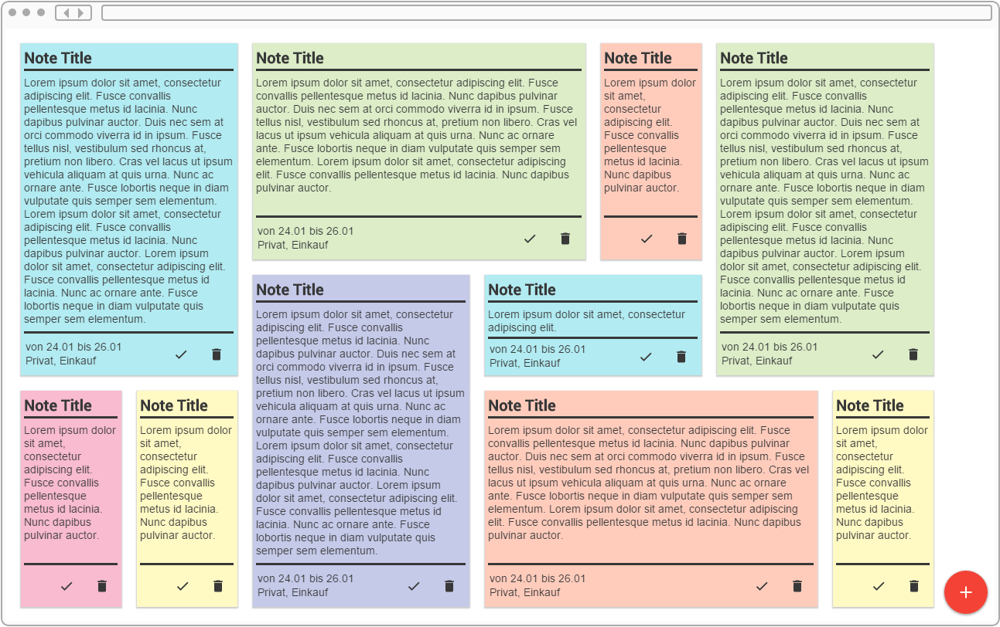 Note Title
Lorem ipsum dolor sit amet, consectetur
adipiscing elit. Fusce convallis
pellentesque metus id lacinia. Nunc
dapibus pulvinar auctor. Duis nec sem at
orci commodo viverra id in ipsum. Fusce
tellus nisl, vestibulum sed rhoncus at,
pretium non libero. Cras vel lacus ut ipsum
vehicula aliquam at quis urna. Nunc ac
ornare ante. Fusce lobortis neque in diam
vulputate quis semper sem elementum.
Lorem ipsum dolor sit amet, consectetur
adipiscing elit. Fusce convallis
pellentesque metus id lacinia. Nunc
dapibus pulvinar auctor. Lorem ipsum
dolor sit amet, consectetur adipiscing elit.
Fusce convallis pellentesque metus id
lacinia. Nunc ac ornare ante. Fusce
lobortis neque in diam vulputate quis
semper sem elementum.
von 24.01 bis 26.01
Privat, Einkauf
Note Title
Lorem ipsum dolor sit amet, consectetur adipiscing elit. Fusce
convallis pellentesque metus id lacinia. Nunc dapibus pulvinar
auctor. Duis nec sem at orci commodo viverra id in ipsum. Fusce
tellus nisl, vestibulum sed rhoncus at, pretium non libero. Cras vel
lacus ut ipsum vehicula aliquam at quis urna. Nunc ac ornare
ante. Fusce lobortis neque in diam vulputate quis semper sem
elementum. Lorem ipsum dolor sit amet, consectetur adipiscing
elit. Fusce convallis pellentesque metus id lacinia. Nunc dapibus
pulvinar auctor.
von 24.01 bis 26.01
Privat, Einkauf
Note Title
Lorem ipsum dolor
sit amet,
consectetur
adipiscing elit.
Fusce convallis
pellentesque
metus id lacinia.
Nunc dapibus
pulvinar auctor.
Note Title
Lorem ipsum dolor sit amet, consectetur
adipiscing elit. Fusce convallis
pellentesque metus id lacinia. Nunc
dapibus pulvinar auctor. Duis nec sem at
orci commodo viverra id in ipsum. Fusce
tellus nisl, vestibulum sed rhoncus at,
pretium non libero. Cras vel lacus ut ipsum
vehicula aliquam at quis urna. Nunc ac
ornare ante. Fusce lobortis neque in diam
vulputate quis semper sem elementum.
Lorem ipsum dolor sit amet, consectetur
adipiscing elit. Fusce convallis
pellentesque metus id lacinia. Nunc
dapibus pulvinar auctor. Lorem ipsum
dolor sit amet, consectetur adipiscing elit.
Fusce convallis pellentesque metus id
lacinia. Nunc ac ornare ante. Fusce
lobortis neque in diam vulputate quis
semper sem elementum.
von 24.01 bis 26.01
Privat, Einkauf
Note Title
Lorem ipsum dolor sit amet, consectetur
adipiscing elit. Fusce convallis
pellentesque metus id lacinia. Nunc
dapibus pulvinar auctor. Duis nec sem at
orci commodo viverra id in ipsum. Fusce
tellus nisl, vestibulum sed rhoncus at,
pretium non libero. Cras vel lacus ut ipsum
vehicula aliquam at quis urna. Nunc ac
ornare ante. Fusce lobortis neque in diam
vulputate quis semper sem elementum.
Lorem ipsum dolor sit amet, consectetur
adipiscing elit. Fusce convallis
pellentesque metus id lacinia. Nunc
dapibus pulvinar auctor. Lorem ipsum
dolor sit amet, consectetur adipiscing elit.
Fusce convallis pellentesque metus id
lacinia. Nunc ac ornare ante. Fusce
lobortis neque in diam vulputate quis
semper sem elementum.
von 24.01 bis 26.01
Privat, Einkauf
Note Title
Lorem ipsum dolor sit amet, consectetur
adipiscing elit.
von 24.01 bis 26.01
Privat, Einkauf
Note Title
Lorem ipsum dolor
sit amet,
consectetur
adipiscing elit.
Fusce convallis
pellentesque
metus id lacinia.
Nunc dapibus
pulvinar auctor.
Note Title
Lorem ipsum dolor
sit amet,
consectetur
adipiscing elit.
Fusce convallis
pellentesque
metus id lacinia.
Nunc dapibus
pulvinar auctor.
Note Title
Lorem ipsum dolor sit amet, consectetur adipiscing elit. Fusce
convallis pellentesque metus id lacinia. Nunc dapibus pulvinar
auctor. Duis nec sem at orci commodo viverra id in ipsum. Fusce
tellus nisl, vestibulum sed rhoncus at, pretium non libero. Cras vel
lacus ut ipsum vehicula aliquam at quis urna. Nunc ac ornare
ante. Fusce lobortis neque in diam vulputate quis semper sem
elementum. Lorem ipsum dolor sit amet, consectetur adipiscing
elit. Fusce convallis pellentesque metus id lacinia. Nunc dapibus
pulvinar auctor.
von 24.01 bis 26.01
Privat, Einkauf
Note Title
Lorem ipsum dolor
sit amet,
consectetur
adipiscing elit.
Fusce convallis
pellentesque
metus id lacinia.
Nunc dapibus
pulvinar auctor.